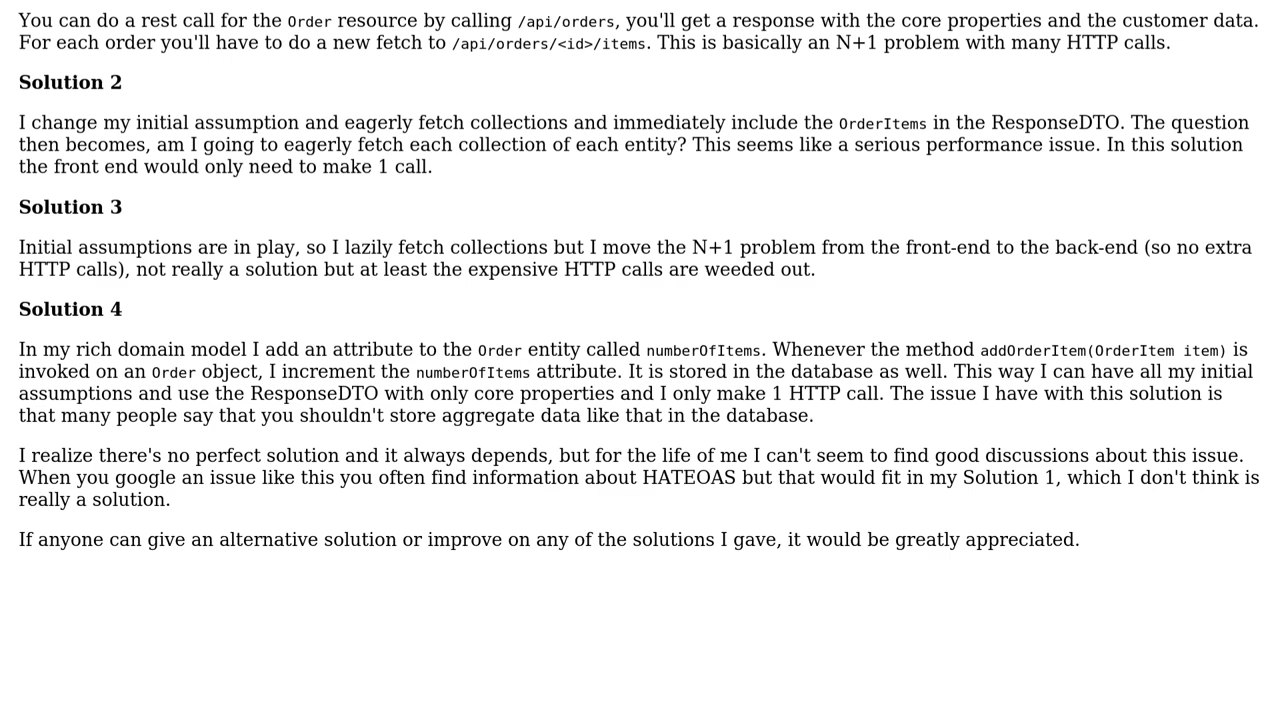 You can do a rest call for the Order resource by calling /api/orders, you'll get a response with the core properties and the customer data.
For each order you'll have to do a new fetch to /api/orders/<id>/items. This is basically an N+1 problem with many HTTP calls.
Solution 2
I change my initial assumption and eagerly fetch collections and immediately include the OrderItems in the ResponseDTO. The question
then becomes, am I going to eagerly fetch each collection of each entity? This seems like a serious performance issue. In this solution
the front end would only need to make 1 call.
Solution 3
Initial assumptions are in play, so I lazily fetch collections but I move the N+1 problem from the front-end to the back-end (so no extra
HTTP calls), not really a solution but at least the expensive HTTP calls are weeded out.
Solution 4
In my rich domain model I add an attribute to the Order entity called numberOfItems. Whenever the method addOrderItem(OrderItem item) is
invoked on an Order object, I increment the numberOfItems attribute. It is stored in the database as well. This way I can have all my initial
assumptions and use the ResponseDTO with only core properties and I only make 1 HTTP call. The issue I have with this solution is
that many people say that you shouldn't store aggregate data like that in the database.
I realize there's no perfect solution and it always depends, but for the life of me I can't seem to find good discussions about this issue.
When you google an issue like this you often find information about HATEOAS but that would fit in my Solution 1, which I don't think is
really a solution.
If anyone can give an alternative solution or improve on any of the solutions I gave, it would be greatly appreciated.